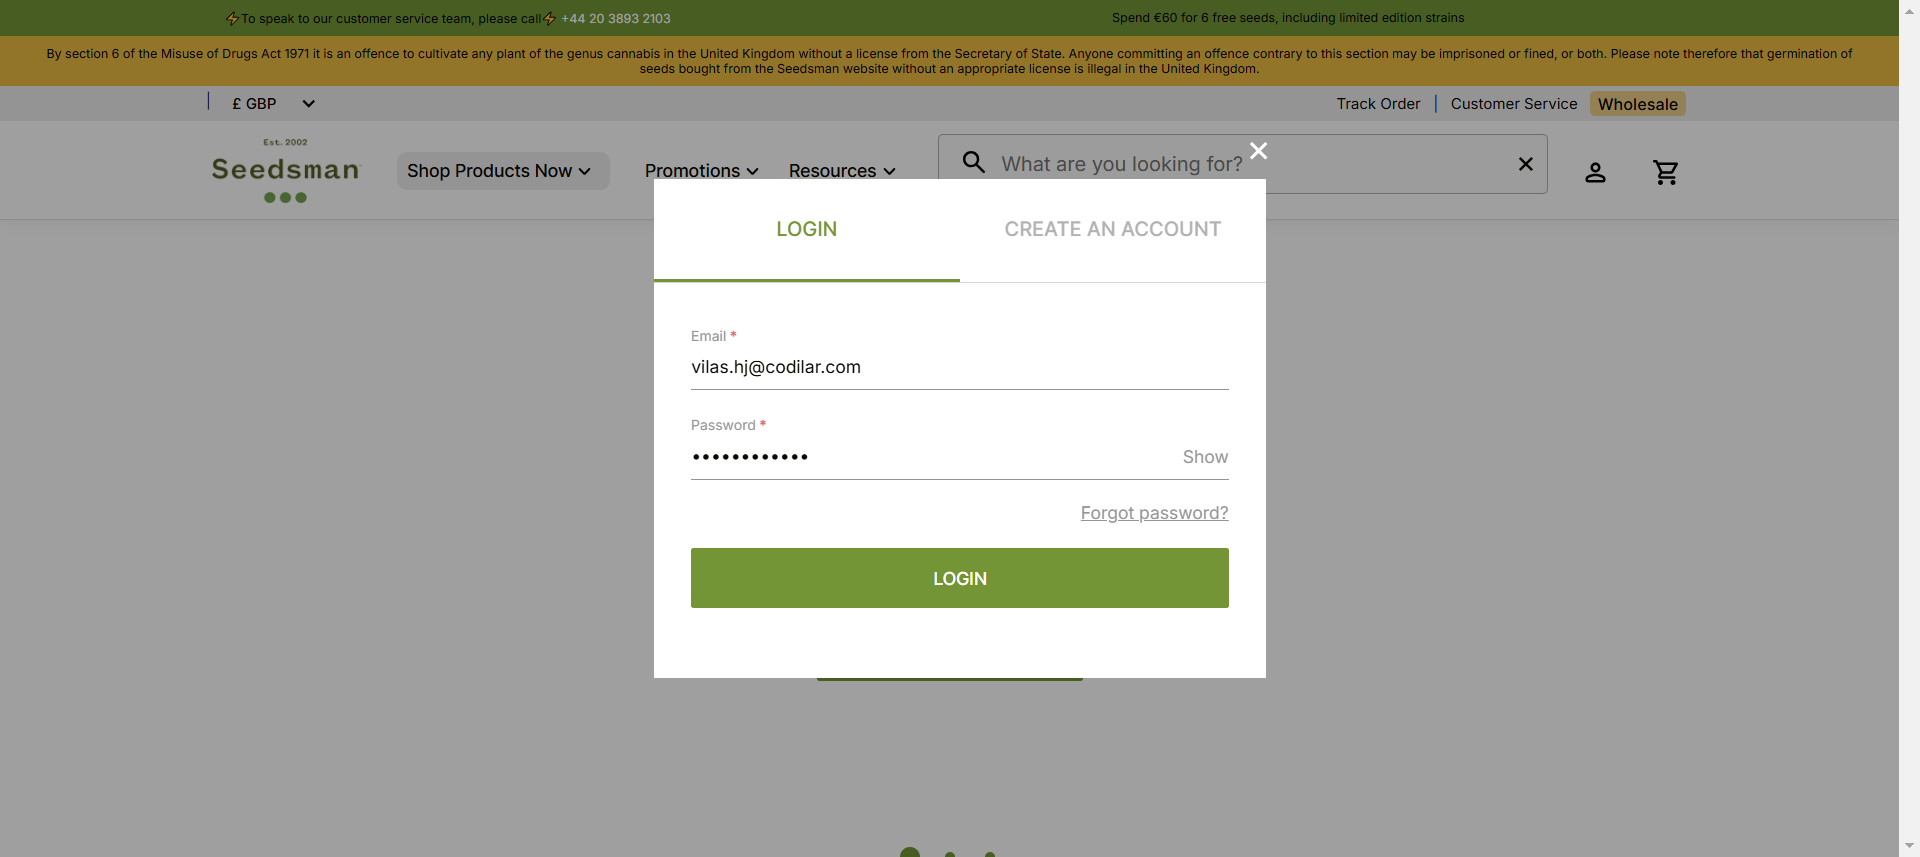 ⚡To speak to our customer service team, please call⚡ +44 20 3893 2103
Spend €60 for 6 free seeds, including limited edition strains
By section 6 of the Misuse of Drugs Act 1971 it is an offence to cultivate any plant of the genus cannabis in the United Kingdom without a license from the Secretary of State. Anyone committing an offence contrary to this section may be imprisoned or fined, or both. Please note therefore that germination of
seeds bought from the Seedsman website without an appropriate license is illegal in the United Kingdom.
£ GBP
Track Order | Customer Service Wholesale
Est. 2002
Seedsman
Shop Products Now
Promotions
Resources
What are you looking for?
LOGIN
CREATE AN ACCOUNT
Email *
vilas.hj@codilar.com
Password *
••••••••••••
Show
Forgot password?
LOGIN